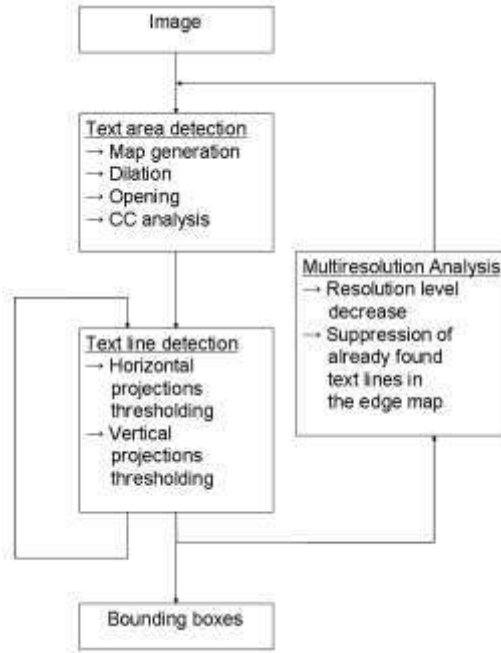 Image
Text area detection
→ Map generation
→ Dilation
→ Opening
→ CC analysis
Multiresolution Analysis
→ Resolution level
decrease
→ Suppression of
already found
text lines in
the edge map
Text line detection
→ Horizontal
projections
thresholding
→ Vertical
projections
thresholding
Bounding boxes